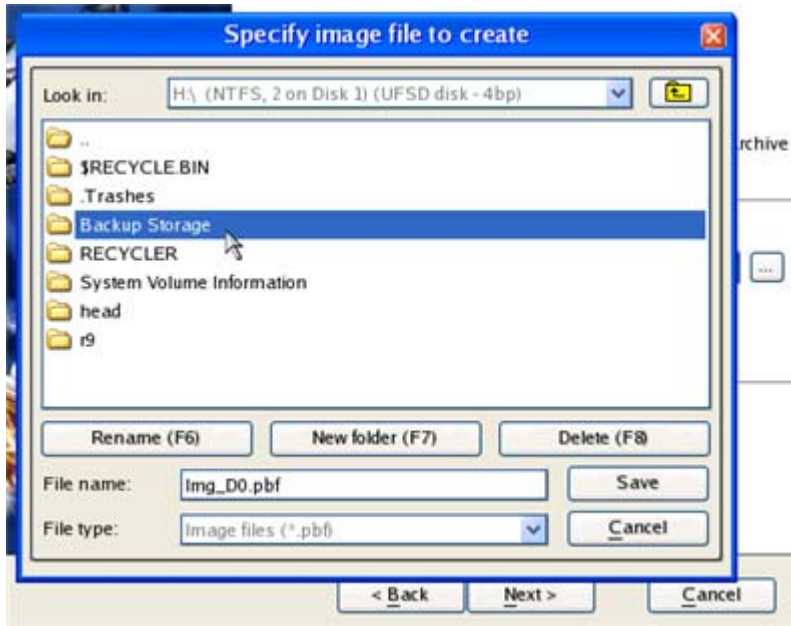 Specify image file to create
Look in: H:\ (NTFS, 2 on Disk 1) (UFSD disk - 4bp)
..
$RECYCLE.BIN
.Trashes
Backup Storage
RECYCLER
System Volume Information
head
r9
Rename (F6) New folder (F7) Delete (F8)
File name: Img_D0.pbf Save
File type: Image files (*.pbf) Cancel
rchive
...
< Back Next > Cancel